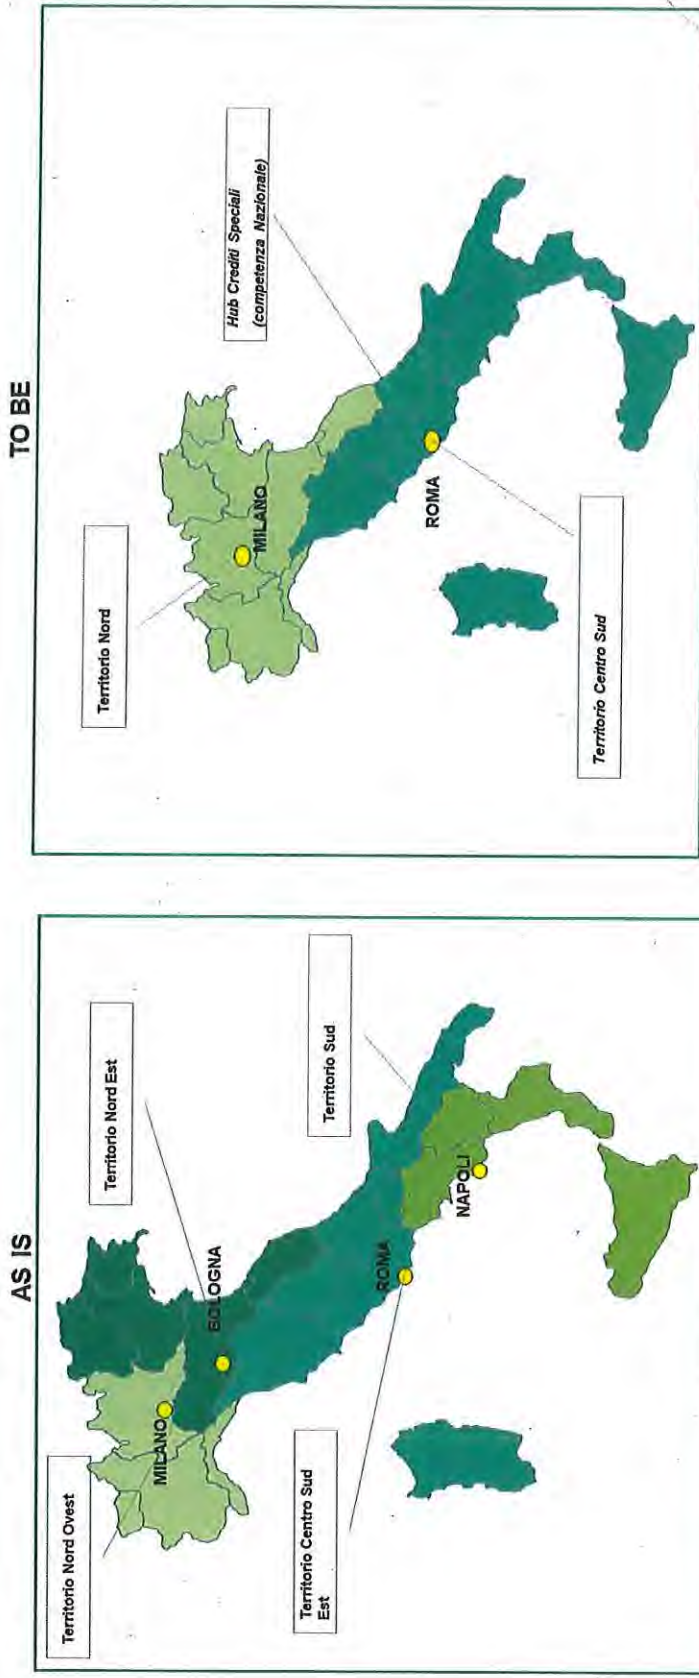 AS IS
Territorio Nord Ovest
Territorio Nord Est
MILANO
BOLOGNA
Territorio Centro Sud
Est
ROMA
Territorio Sud
NAPOLI
TO BE
Territorio Nord
MILANO
Hub Crediti Speciali
(competenza Nazionale)
ROMA
Territorio Centro Sud